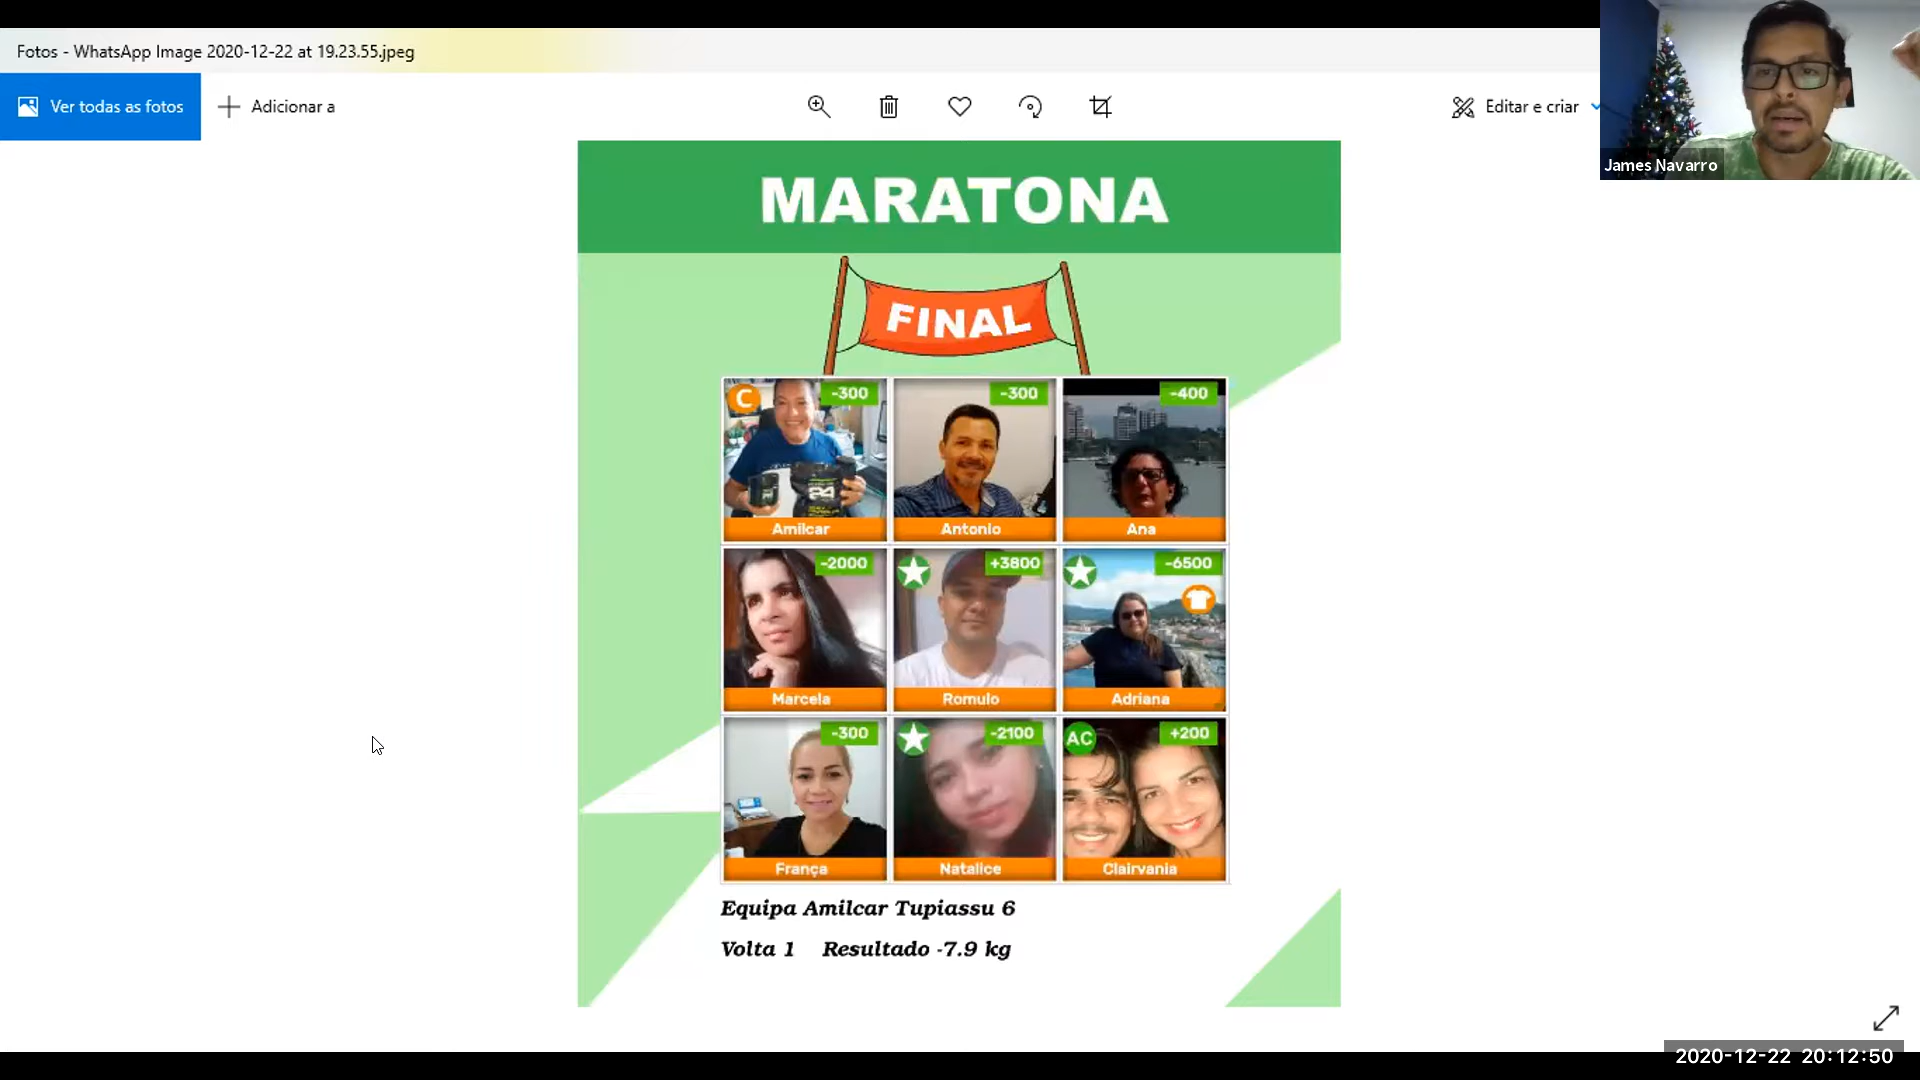 Fotos - WhatsApp Image 2020-12-22 at 19.23.55.jpeg
Ver todas as fotos
Adicionar a
Editar e criar
James Navarro
MARATONA
FINAL
C
-300
-300
-400
24
Amilcar
Antonio
Ana
-2000
+3800
-6500
Marcela
Romulo
Adriana
-300
-2100
AC
+200
França
Natalice
Clairvania
Equipa Amilcar Tupiassu 6
Volta 1 Resultado -7.9 kg
2020-12-22 20:12:50